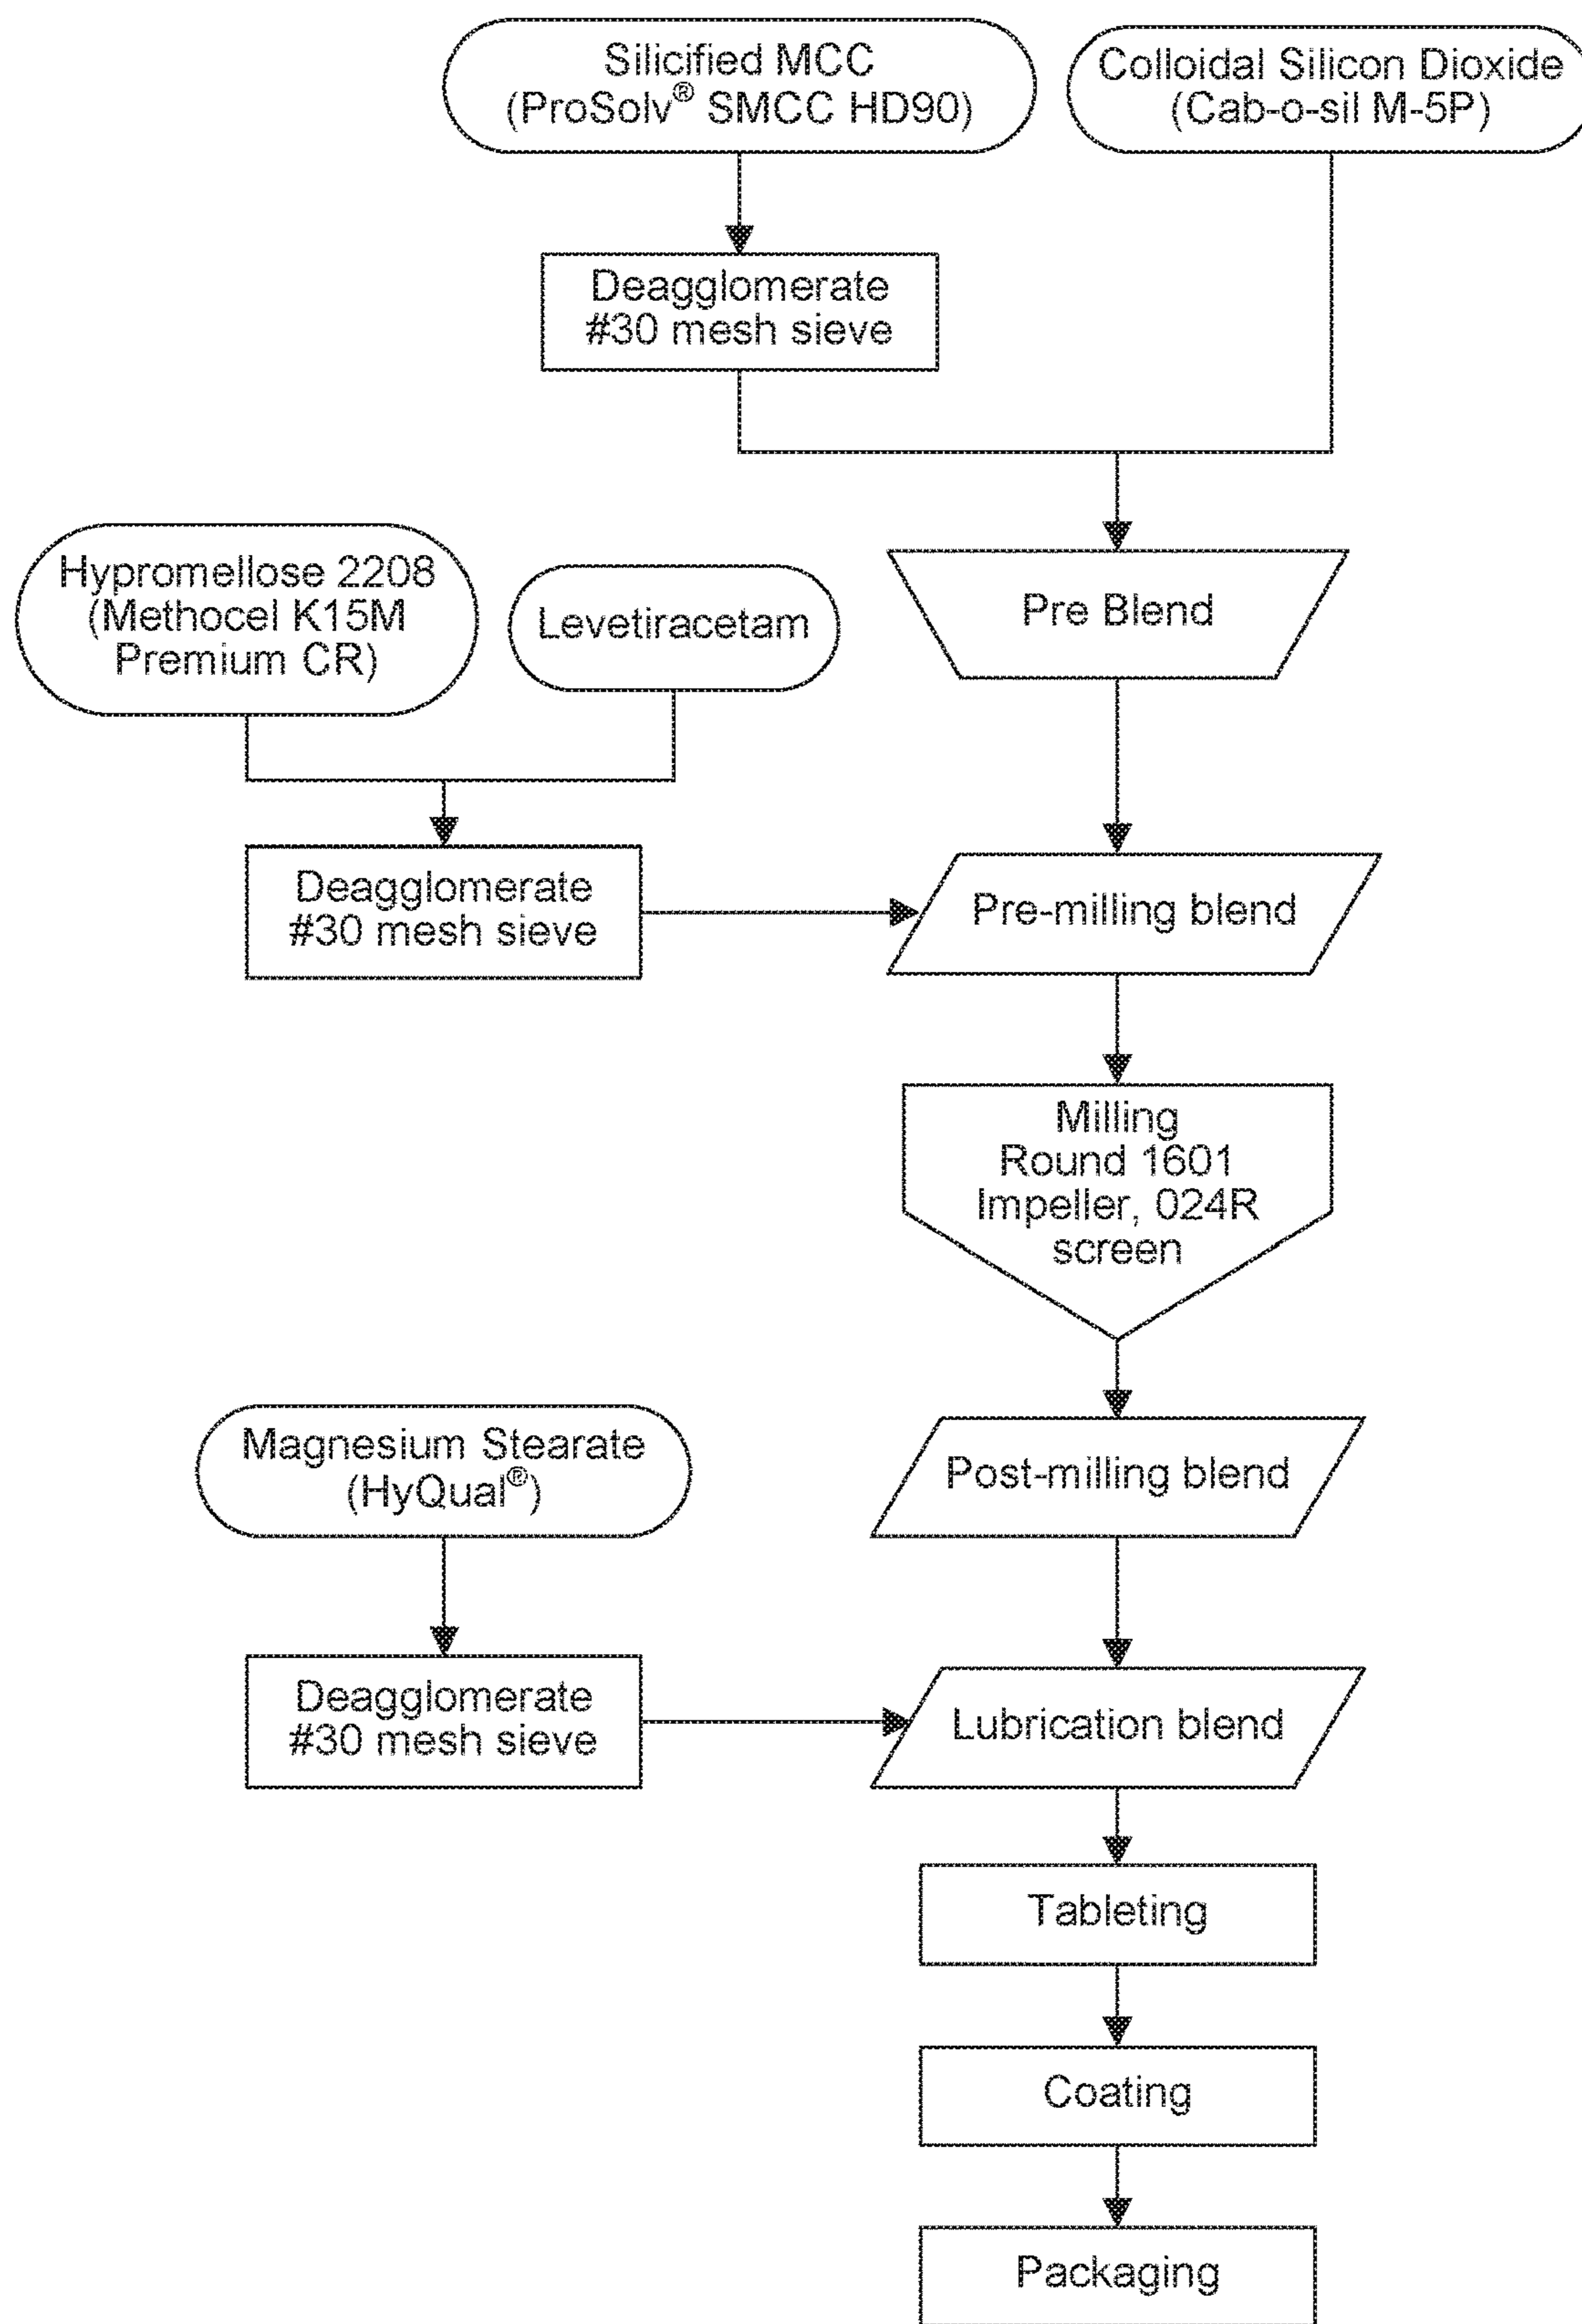 Silicified MCC
(ProSolv® SMCC HD90)
Colloidal Silicon Dioxide
(Cab-o-sil M-5P)
Deagglomerate
#30 mesh sieve
Hypromellose 2208
(Methocel K15M
Premium CR)
Levetiracetam
Pre Blend
Deagglomerate
#30 mesh sieve
Pre-milling blend
Milling
Round 1601
Impeller, 024R
screen
Magnesium Stearate
(HyQual®)
Post-milling blend
Deagglomerate
#30 mesh sieve
Lubrication blend
Tableting
Coating
Packaging